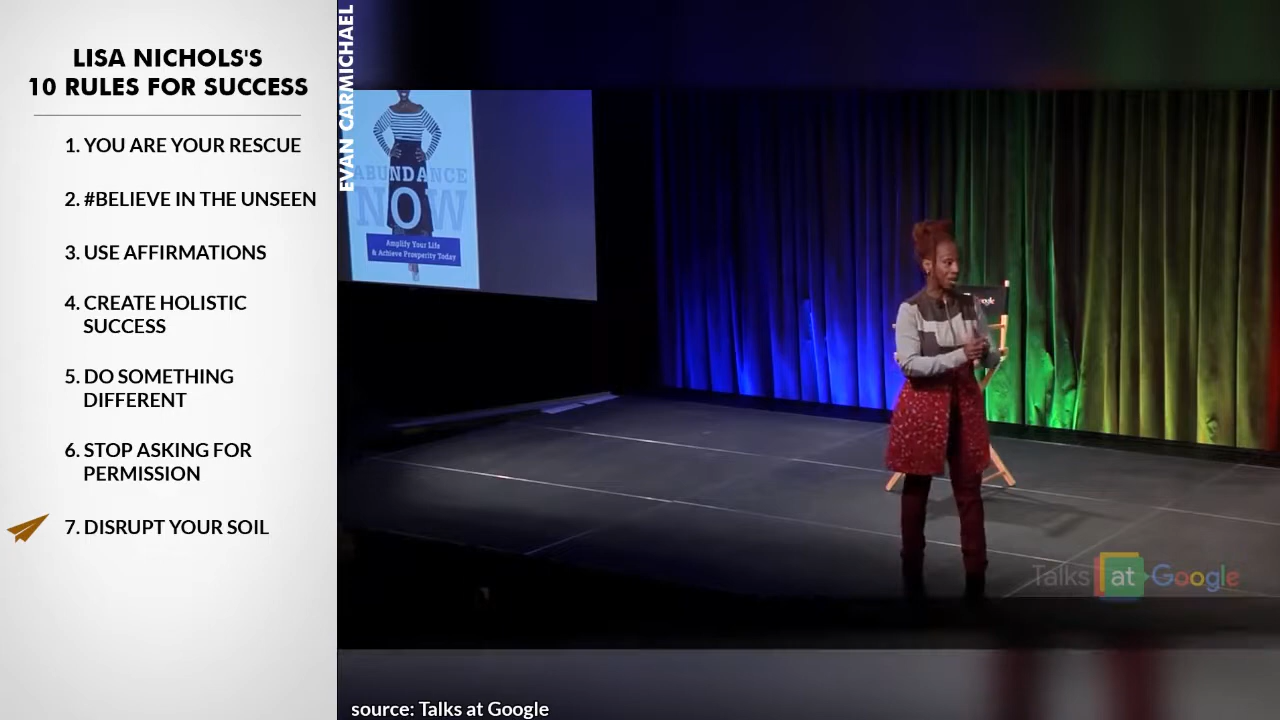 LISA NICHOLS'S
10 RULES FOR SUCCESS
1. YOU ARE YOUR RESCUE
2. #BELIEVE IN THE UNSEEN
3. USE AFFIRMATIONS
4. CREATE HOLISTIC
SUCCESS
5. DO SOMETHING
DIFFERENT
6. STOP ASKING FOR
PERMISSION
7. DISRUPT YOUR SOIL
EVAN CARMICHAEL
ABUNDANCE
NOW
Amplify Your Life
& Achieve Prosperity Today
Google
Talks at Google
source: Talks at Google